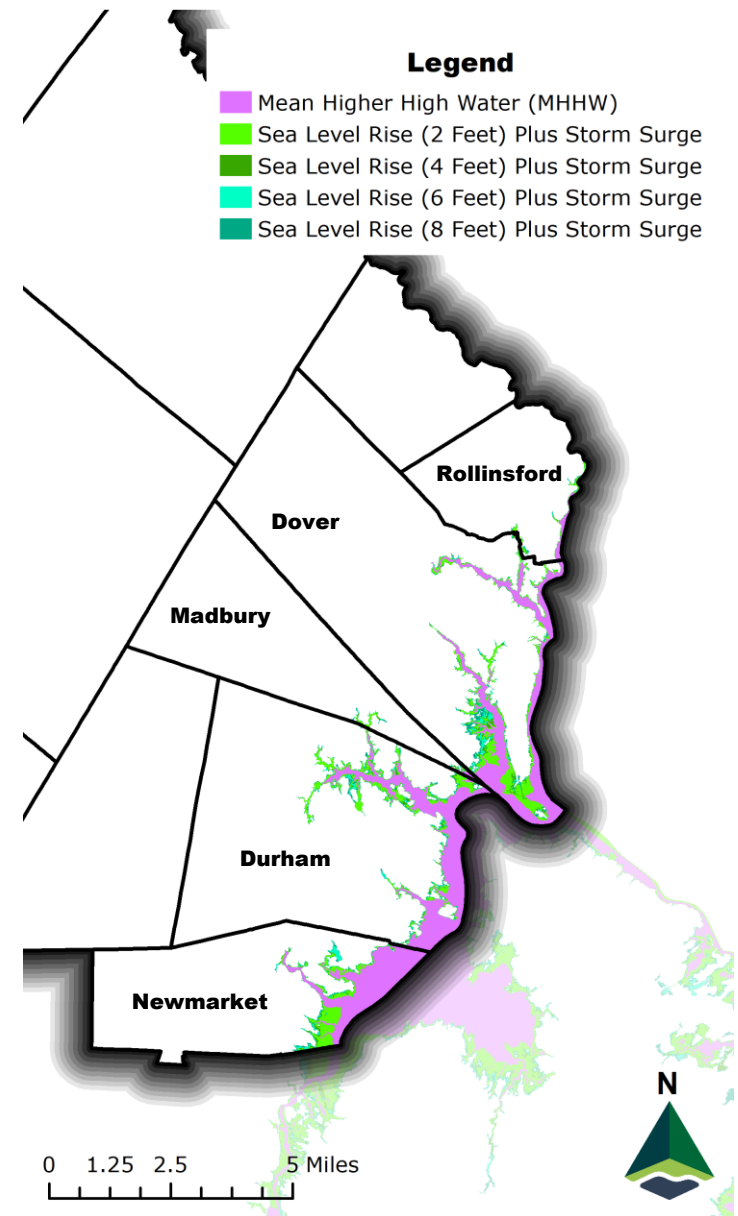 Legend
Mean Higher High Water (MHHW)
Sea Level Rise (2 Feet) Plus Storm Surge
Sea Level Rise (4 Feet) Plus Storm Surge
Sea Level Rise (6 Feet) Plus Storm Surge
Sea Level Rise (8 Feet) Plus Storm Surge
Rollinsford
Dover
Madbury
Durham
Newmarket
N
0 1.25 2.5 5 Miles